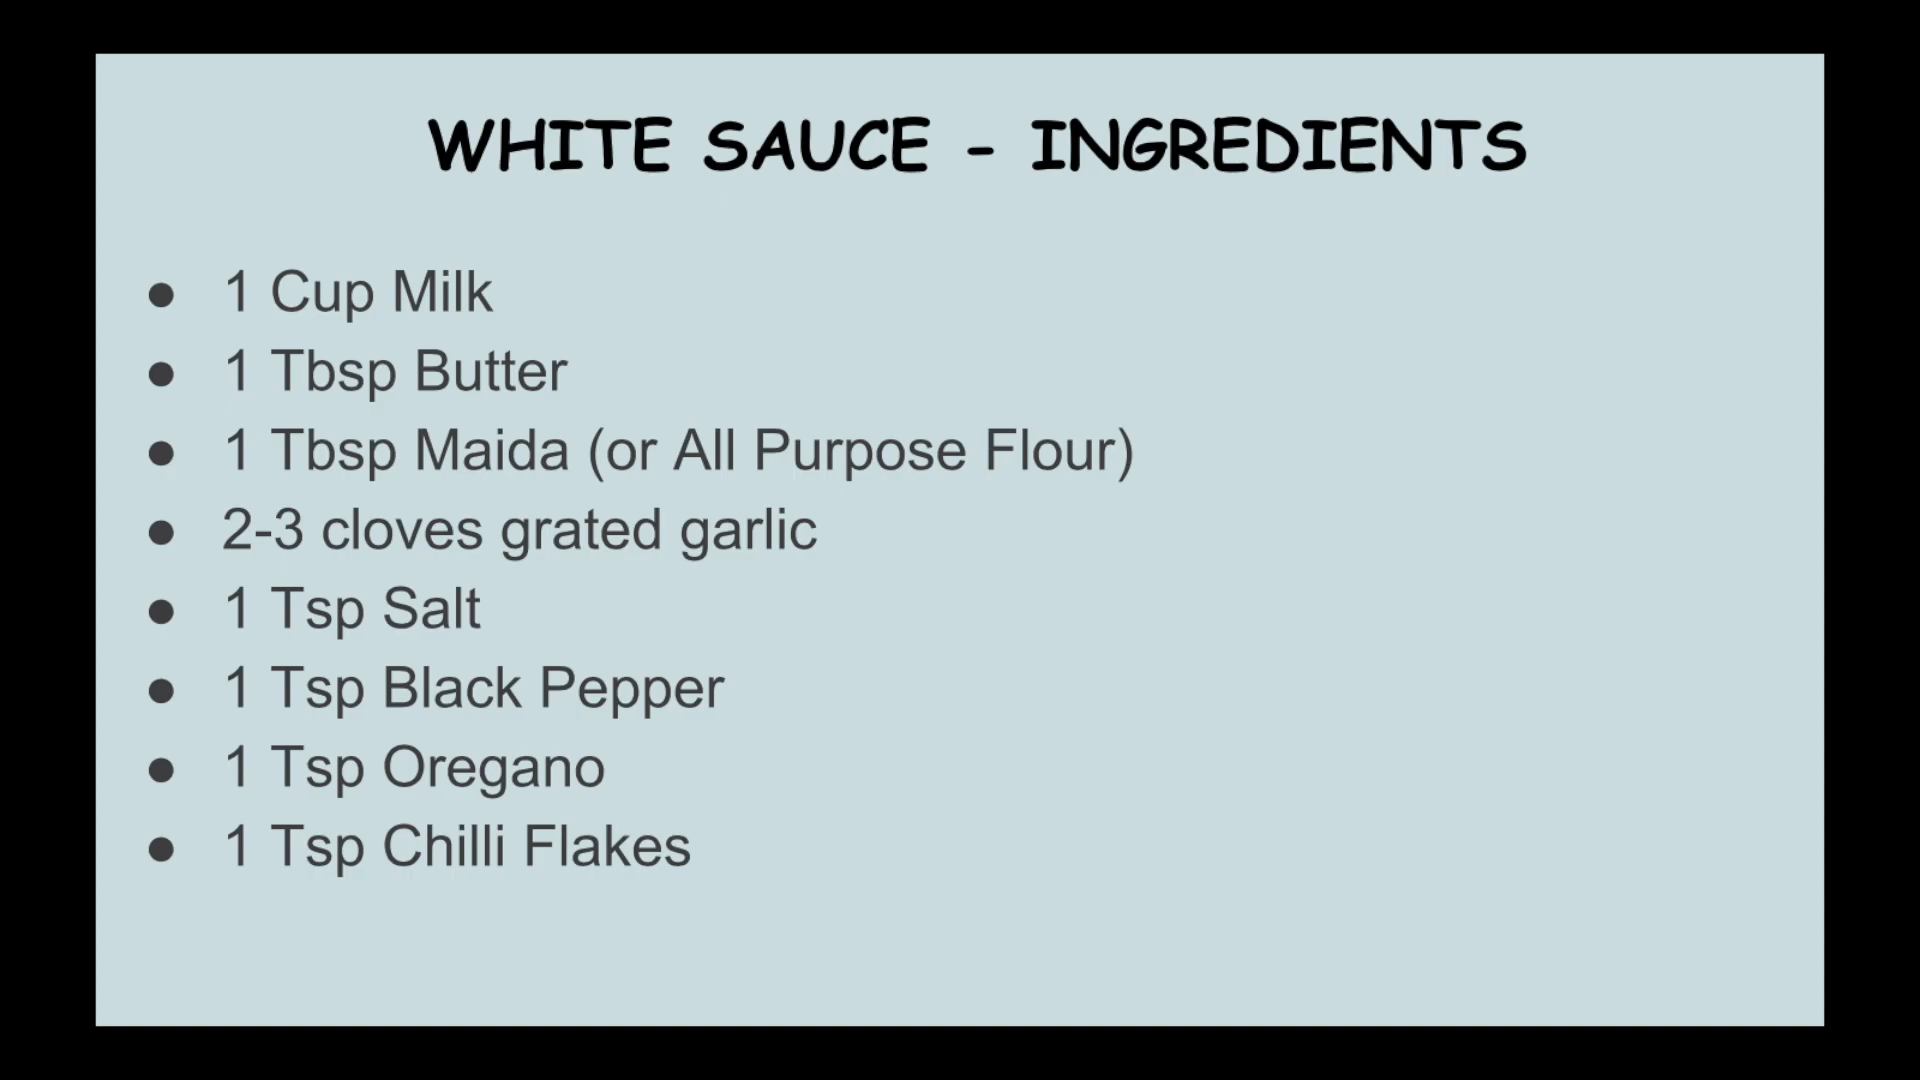 WHITE SAUCE - INGREDIENTS
● 1 Cup Milk
● 1 Tbsp Butter
● 1 Tbsp Maida (or All Purpose Flour)
● 2-3 cloves grated garlic
● 1 Tsp Salt
● 1 Tsp Black Pepper
● 1 Tsp Oregano
● 1 Tsp Chilli Flakes